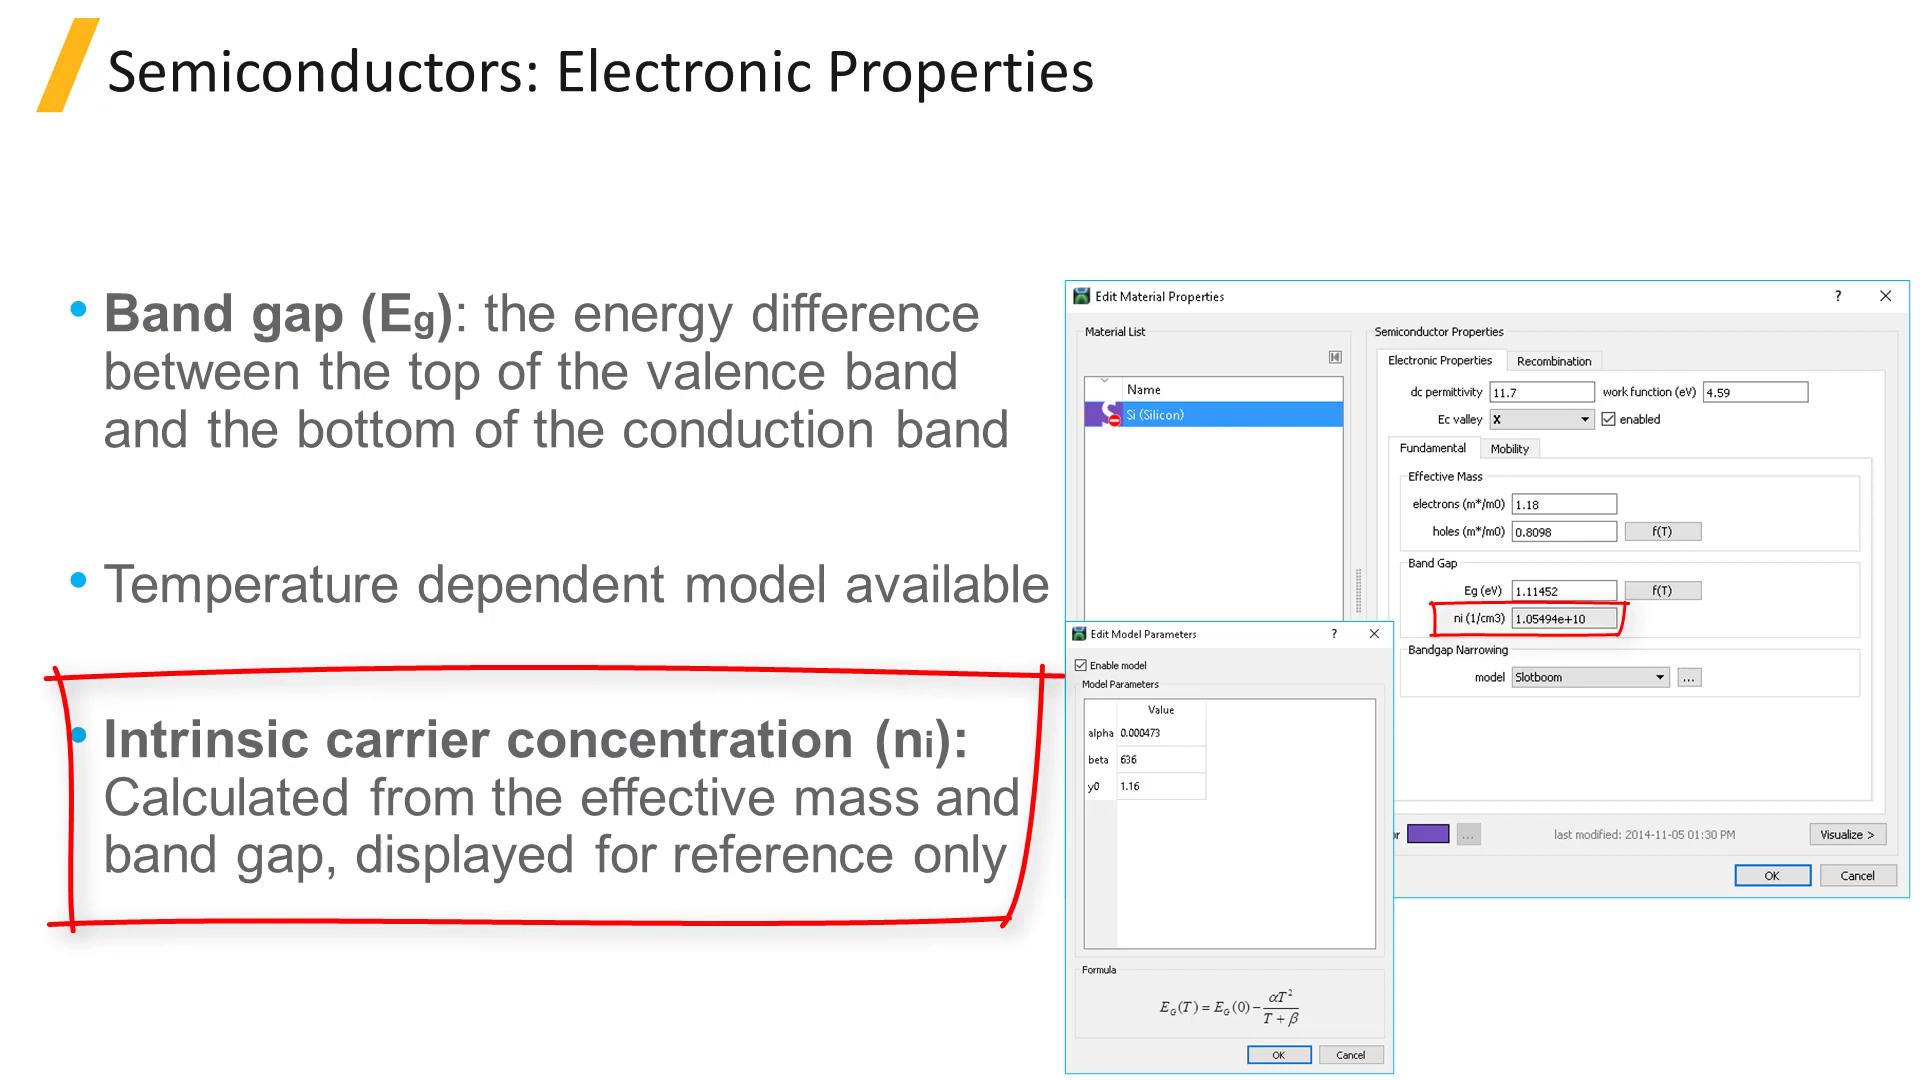 Semiconductors: Electronic Properties
• Band gap (Eg): the energy difference
between the top of the valence band
and the bottom of the conduction band
• Temperature dependent model available
• Intrinsic carrier concentration (ni):
Calculated from the effective mass and
band gap, displayed for reference only
Edit Material Properties ?
Material List
Name
Si (Silicon)
Semiconductor Properties
Electronic Properties Recombination
dc permittivity 11.7 work function (eV) 4.59
Ec valley X enabled
Fundamental Mobility
Effective Mass
electrons (m*/m0) 1.18
holes (m*/m0) 0.8098 f(T)
Band Gap
Eg (eV) 1.11452 f(T)
ni (1/cm3) 1.05494e+10
Bandgap Narrowing
model Slotboom ...
or ... last modified: 2014-11-05 01:30 PM Visualize >
OK Cancel
Edit Model Parameters ?
Enable model
Model Parameters
Value
alpha 0.000473
beta 636
y0 1.16
Formula
E_G(T) = E_G(0) − αT² / (T + β)
OK Cancel